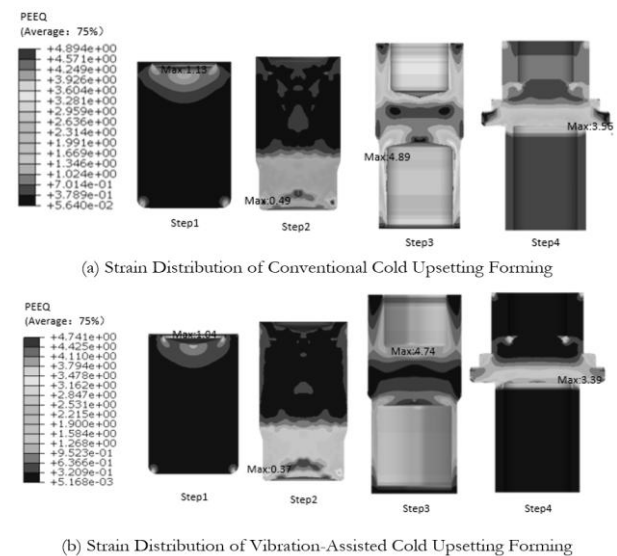 PEEQ
(Average: 75%)
+4.894e+00
+4.571e+00
+4.249e+00
+3.926e+00
+3.604e+00
+3.281e+00
+2.959e+00
+2.636e+00
+2.314e+00
+1.991e+00
+1.669e+00
+1.346e+00
+1.024e+00
+7.014e-01
+3.789e-01
+5.640e-02
Max:1.13
Max:0.49
Max:4.89
Max:3.56
Step1
Step2
Step3
Step4
(a) Strain Distribution of Conventional Cold Upsetting Forming
PEEQ
(Average: 75%)
+4.741e+00
+4.425e+00
+4.110e+00
+3.794e+00
+3.478e+00
+3.162e+00
+2.847e+00
+2.531e+00
+2.215e+00
+1.900e+00
+1.584e+00
+1.268e+00
+9.523e-01
+6.366e-01
+3.209e-01
+5.168e-03
Max:1.04
Max:0.37
Max:4.74
Max:3.39
Step1
Step2
Step3
Step4
(b) Strain Distribution of Vibration-Assisted Cold Upsetting Forming